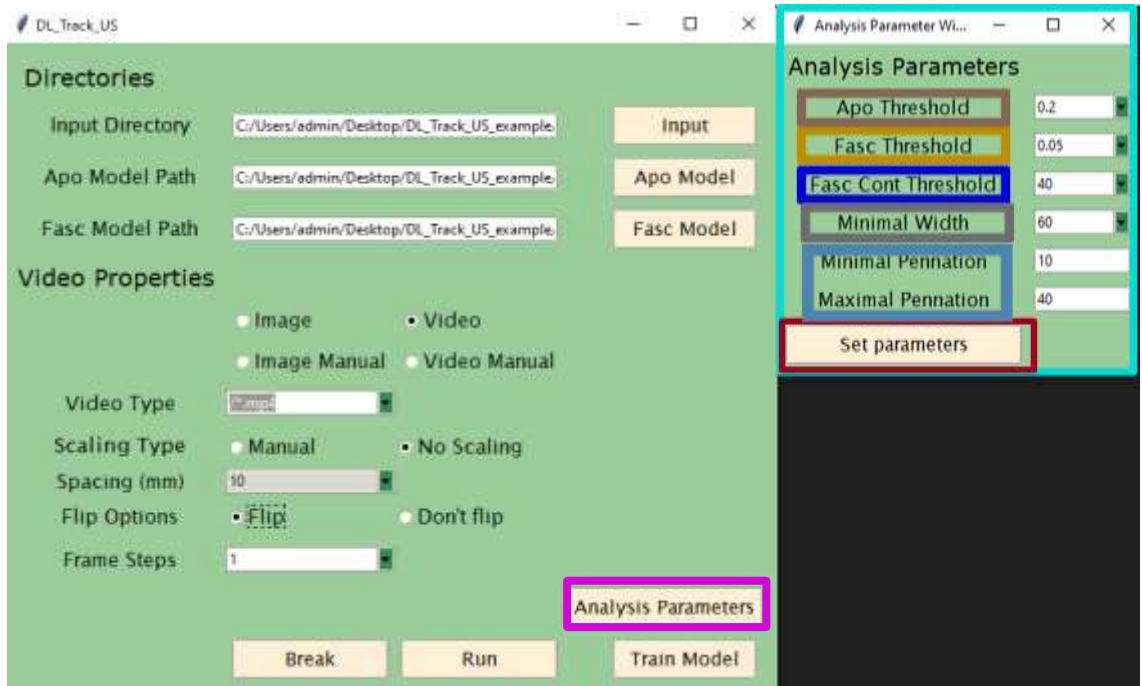 DL_Track_US
Directories
Input Directory C:/Users/admin/Desktop/DL_Track_US_example. Input
Apo Model Path C:/Users/admin/Desktop/DL_Track_US_example. Apo Model
Fasc Model Path C:/Users/admin/Desktop/DL_Track_US_example. Fasc Model
Video Properties
Image Video
Image Manual Video Manual
Video Type /*.mp4
Scaling Type Manual No Scaling
Spacing (mm) 10
Flip Options Flip Don't flip
Frame Steps 1
Analysis Parameters
Break Run Train Model
Analysis Parameter Wi...
Analysis Parameters
Apo Threshold 0.2
Fasc Threshold 0.05
Fasc Cont Threshold 40
Minimal Width 60
Minimal Pennation 10
Maximal Pennation 40
Set parameters